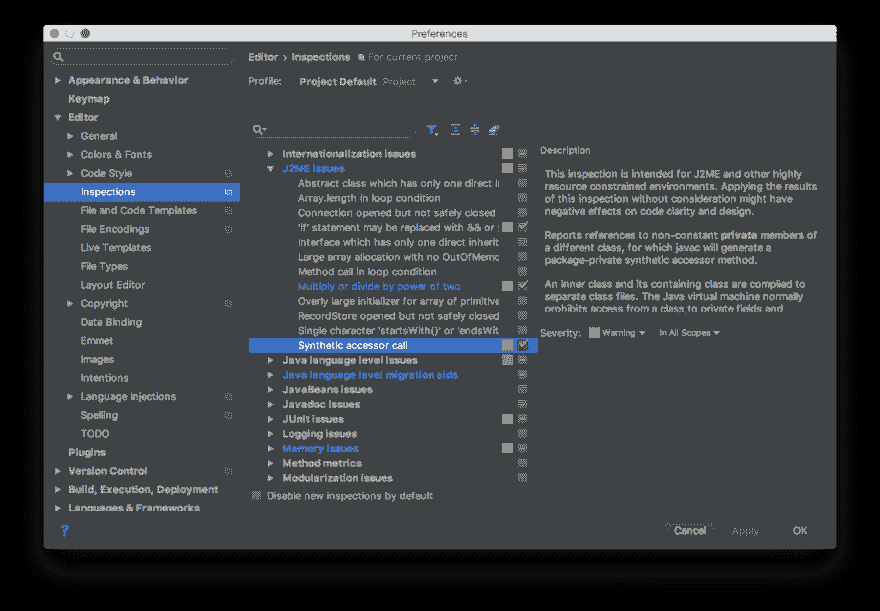 Preferences
Appearance & Behavior
Keymap
Editor
General
Colors & Fonts
Code Style
Inspections
File and Code Templates
File Encodings
Live Templates
File Types
Layout Editor
Copyright
Data Binding
Emmet
Images
Intentions
Language Injections
Spelling
TODO
Plugins
Version Control
Build, Execution, Deployment
Languages & Frameworks
Editor › Inspections For current project
Profile: Project Default Project
Internationalization issues
J2ME issues
Abstract class which has only one direct i
Array.length in loop condition
Connection opened but not safely closed
'if' statement may be replaced with && or
Interface which has only one direct inherit
Large array allocation with no OutOfMemo
Method call in loop condition
Multiply or divide by power of two
Overly large initializer for array of primitive
RecordStore opened but not safely closed
Single character 'startsWith()' or 'endsWit
Synthetic accessor call
Java language level issues
Java language level migration aids
JavaBeans issues
Javadoc issues
JUnit issues
Logging issues
Memory issues
Method metrics
Modularization issues
Disable new inspections by default
Description
This inspection is intended for J2ME and other highly
resource constrained environments. Applying the results
of this inspection without consideration might have
negative effects on code clarity and design.
Reports references to non-constant private members of
a different class, for which javac will generate a
package-private synthetic accessor method.
An inner class and its containing class are compiled to
separate class files. The Java virtual machine normally
prohibits access from a class to private fields and
Severity: Warning In All Scopes
?
Cancel
Apply
OK